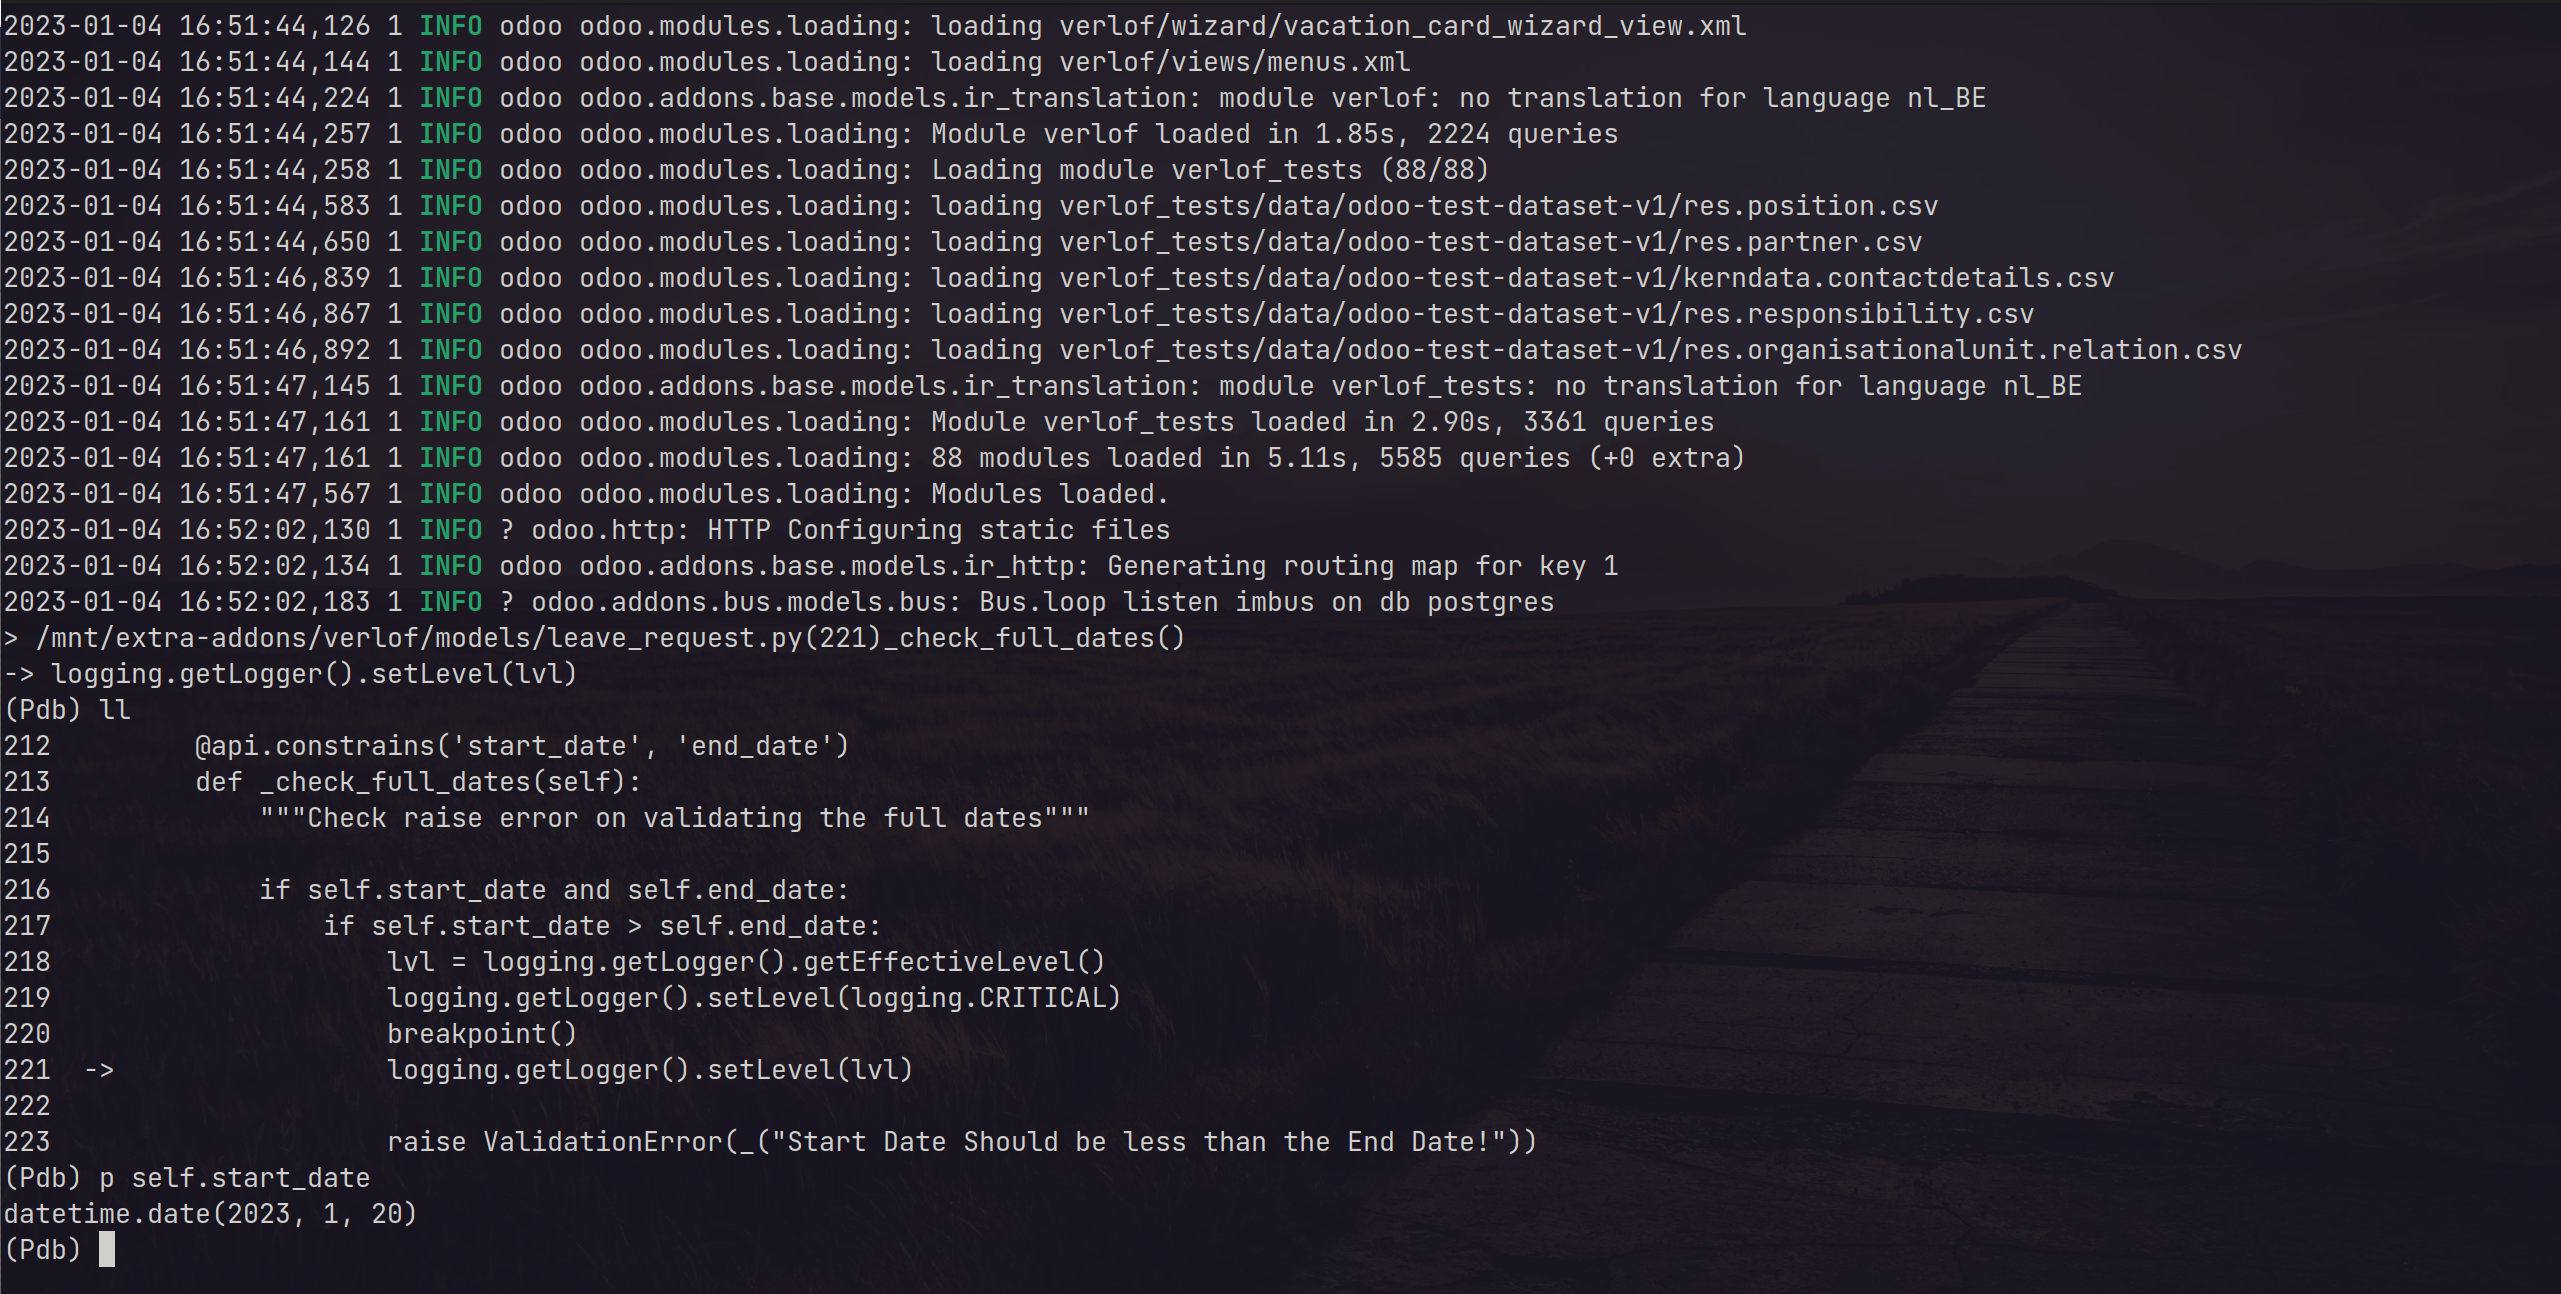 2023-01-04 16:51:44,126 1 INFO odoo odoo.modules.loading: loading verlof/wizard/vacation_card_wizard_view.xml
2023-01-04 16:51:44,144 1 INFO odoo odoo.modules.loading: loading verlof/views/menus.xml
2023-01-04 16:51:44,224 1 INFO odoo odoo.addons.base.models.ir_translation: module verlof: no translation for language nl_BE
2023-01-04 16:51:44,257 1 INFO odoo odoo.modules.loading: Module verlof loaded in 1.85s, 2224 queries
2023-01-04 16:51:44,258 1 INFO odoo odoo.modules.loading: Loading module verlof_tests (88/88)
2023-01-04 16:51:44,583 1 INFO odoo odoo.modules.loading: loading verlof_tests/data/odoo-test-dataset-v1/res.position.csv
2023-01-04 16:51:44,650 1 INFO odoo odoo.modules.loading: loading verlof_tests/data/odoo-test-dataset-v1/res.partner.csv
2023-01-04 16:51:46,839 1 INFO odoo odoo.modules.loading: loading verlof_tests/data/odoo-test-dataset-v1/kerndata.contactdetails.csv
2023-01-04 16:51:46,867 1 INFO odoo odoo.modules.loading: loading verlof_tests/data/odoo-test-dataset-v1/res.responsibility.csv
2023-01-04 16:51:46,892 1 INFO odoo odoo.modules.loading: loading verlof_tests/data/odoo-test-dataset-v1/res.organisationalunit.relation.csv
2023-01-04 16:51:47,145 1 INFO odoo odoo.addons.base.models.ir_translation: module verlof_tests: no translation for language nl_BE
2023-01-04 16:51:47,161 1 INFO odoo odoo.modules.loading: Module verlof_tests loaded in 2.90s, 3361 queries
2023-01-04 16:51:47,161 1 INFO odoo odoo.modules.loading: 88 modules loaded in 5.11s, 5585 queries (+0 extra)
2023-01-04 16:51:47,567 1 INFO odoo odoo.modules.loading: Modules loaded.
2023-01-04 16:52:02,130 1 INFO ? odoo.http: HTTP Configuring static files
2023-01-04 16:52:02,134 1 INFO odoo odoo.addons.base.models.ir_http: Generating routing map for key 1
2023-01-04 16:52:02,183 1 INFO ? odoo.addons.bus.models.bus: Bus.loop listen imbus on db postgres
> /mnt/extra-addons/verlof/models/leave_request.py(221)_check_full_dates()
-> logging.getLogger().setLevel(lvl)
(Pdb) ll
212         @api.constrains('start_date', 'end_date')
213         def _check_full_dates(self):
214             """Check raise error on validating the full dates"""
215
216             if self.start_date and self.end_date:
217                 if self.start_date > self.end_date:
218                     lvl = logging.getLogger().getEffectiveLevel()
219                     logging.getLogger().setLevel(logging.CRITICAL)
220                     breakpoint()
221  ->                 logging.getLogger().setLevel(lvl)
222
223                     raise ValidationError(_("Start Date Should be less than the End Date!"))
(Pdb) p self.start_date
datetime.date(2023, 1, 20)
(Pdb)